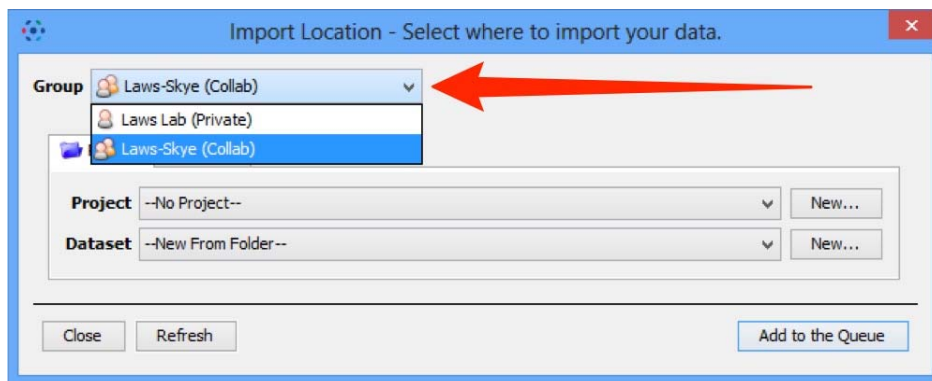 Import Location - Select where to import your data.
Group Laws-Skye (Collab)
Laws Lab (Private)
Laws-Skye (Collab)
Project --No Project-- New...
Dataset --New From Folder-- New...
Close Refresh Add to the Queue